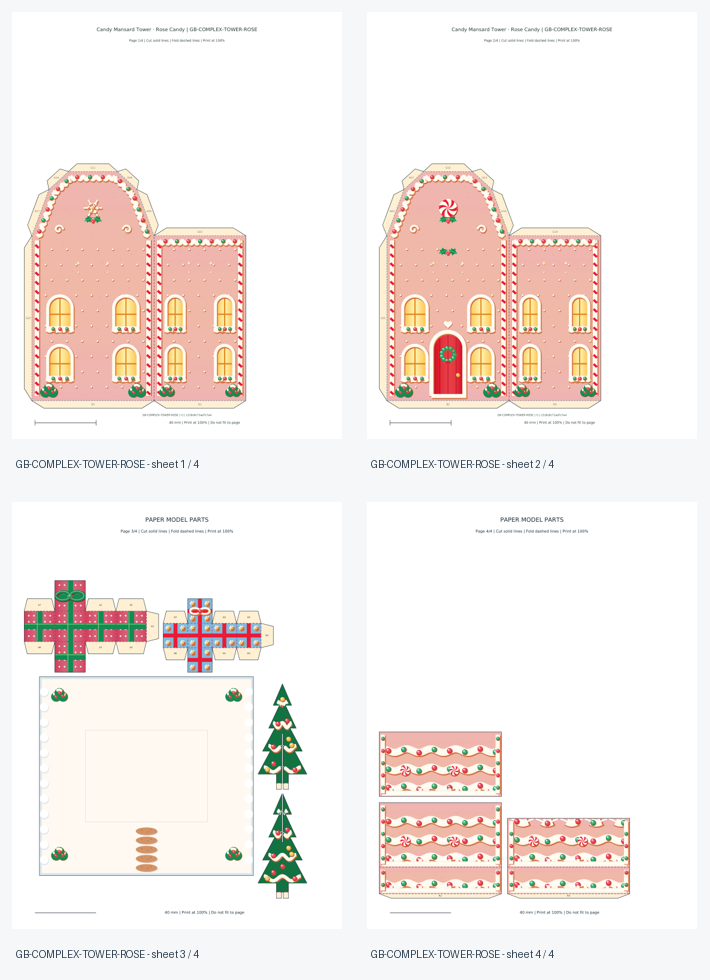 Candy Mansard Tower · Rose Candy | GB-COMPLEX-TOWER-ROSE
Page 1/4 | Cut solid lines | Fold dashed lines | Print at 100%
40 mm | Print at 100% | Do not fit to page
GB-COMPLEX-TOWER-ROSE - sheet 1 / 4
Candy Mansard Tower · Rose Candy | GB-COMPLEX-TOWER-ROSE
Page 2/4 | Cut solid lines | Fold dashed lines | Print at 100%
40 mm | Print at 100% | Do not fit to page
GB-COMPLEX-TOWER-ROSE - sheet 2 / 4
PAPER MODEL PARTS
Page 3/4 | Cut solid lines | Fold dashed lines | Print at 100%
40 mm | Print at 100% | Do not fit to page
GB-COMPLEX-TOWER-ROSE - sheet 3 / 4
PAPER MODEL PARTS
Page 4/4 | Cut solid lines | Fold dashed lines | Print at 100%
40 mm | Print at 100% | Do not fit to page
GB-COMPLEX-TOWER-ROSE - sheet 4 / 4